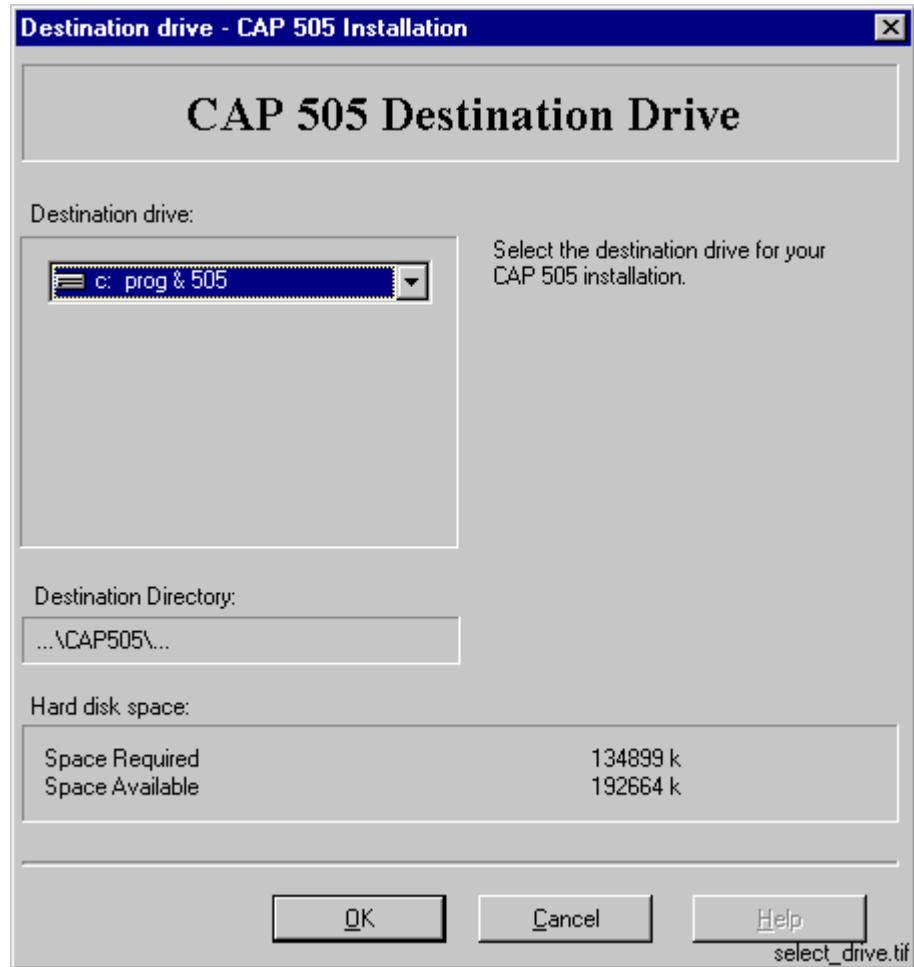 Destination drive - CAP 505 Installation
CAP 505 Destination Drive
Destination drive:
c: prog & 505
Select the destination drive for your
CAP 505 installation.
Destination Directory:
...\CAP505\...
Hard disk space:
Space Required 134899 k
Space Available 192664 k
OK Cancel Help
select_drive.tif